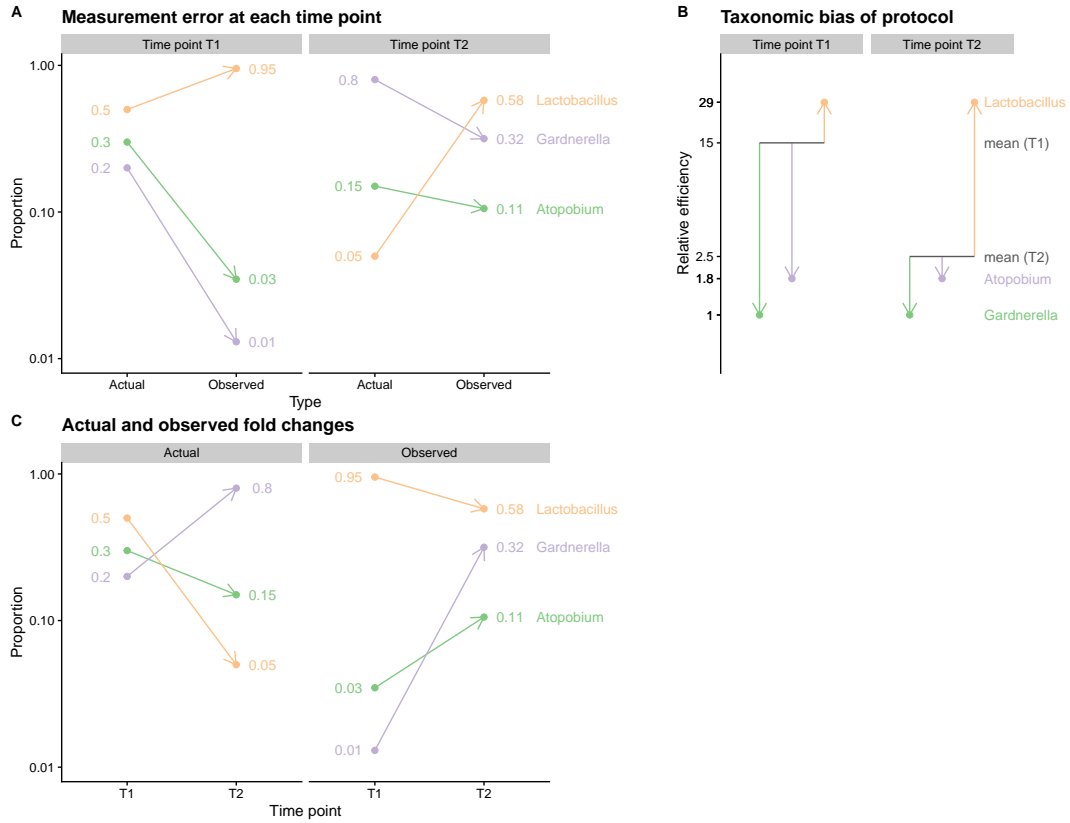 A
Measurement error at each time point
Time point T1
Time point T2
Proportion
1.00
0.10
0.01
0.5
0.3
0.2
0.95
0.03
0.01
0.8
0.15
0.05
0.58 Lactobacillus
0.32 Gardnerella
0.11 Atopobium
Actual
Observed
Actual
Observed
Type
B
Taxonomic bias of protocol
Time point T1
Time point T2
Relative efficiency
29
15
2.5
1.8
1
Lactobacillus
mean (T1)
mean (T2)
Atopobium
Gardnerella
C
Actual and observed fold changes
Actual
Observed
Proportion
1.00
0.10
0.01
0.5
0.3
0.2
0.8
0.15
0.05
0.95
0.03
0.01
0.58 Lactobacillus
0.32 Gardnerella
0.11 Atopobium
T1
T2
T1
T2
Time point